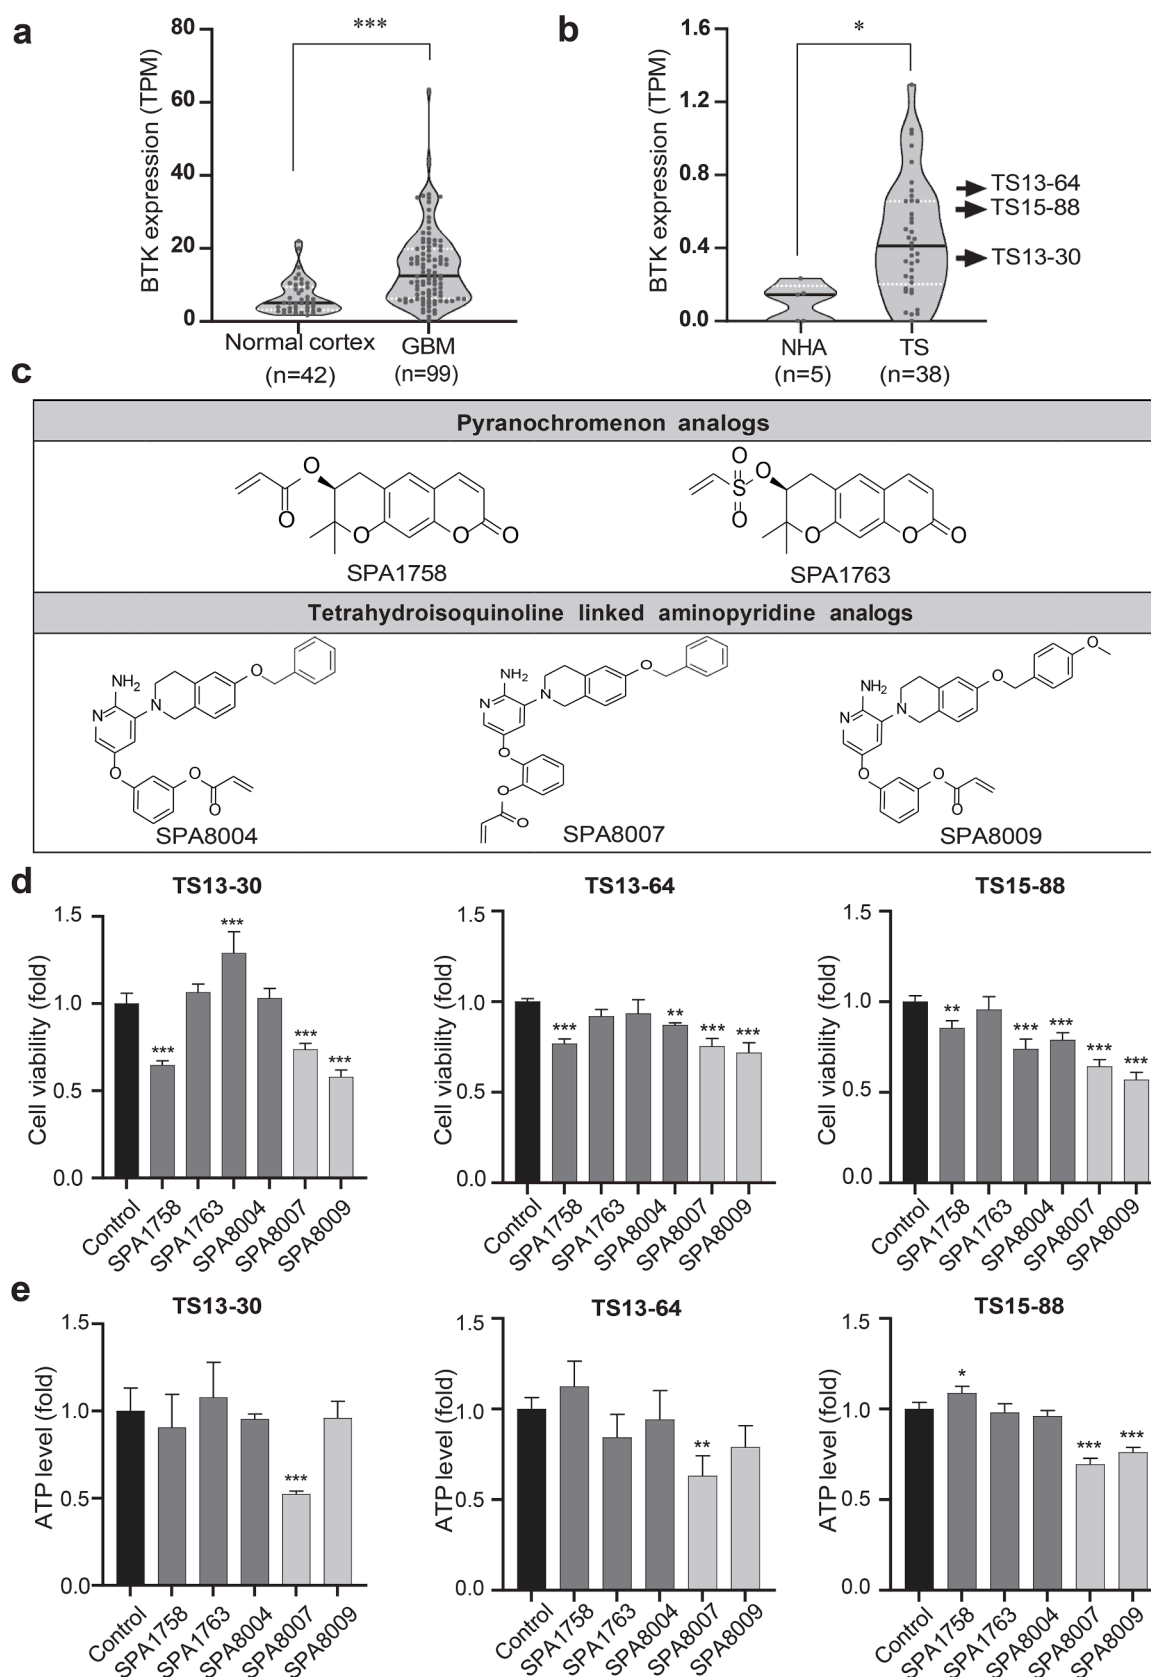 a
***
BTK expression (TPM)
80
60
40
20
0
Normal cortex
(n=42)
GBM
(n=99)
b
*
BTK expression (TPM)
1.6
1.2
0.8
0.4
0.0
TS13-64
TS15-88
TS13-30
NHA
(n=5)
TS
(n=38)
c
Pyranochromenon analogs
O
O
O
O
O
SPA1758
O
O
S
O
O
O
O
SPA1763
Tetrahydroisoquinoline linked aminopyridine analogs
NH2
N
N
O
O
O
O
SPA8004
NH2
N
N
O
O
O
O
SPA8007
NH2
N
N
O
O
O
O
O
SPA8009
d
TS13-30
Cell viability (fold)
1.5
1.0
0.5
0.0
***
***
***
***
Control
SPA1758
SPA1763
SPA8004
SPA8007
SPA8009
TS13-64
Cell viability (fold)
1.5
1.0
0.5
0.0
***
**
***
***
Control
SPA1758
SPA1763
SPA8004
SPA8007
SPA8009
TS15-88
Cell viability (fold)
1.5
1.0
0.5
0.0
**
***
***
***
***
Control
SPA1758
SPA1763
SPA8004
SPA8007
SPA8009
e
TS13-30
ATP level (fold)
1.5
1.0
0.5
0.0
***
Control
SPA1758
SPA1763
SPA8004
SPA8007
SPA8009
TS13-64
ATP level (fold)
1.5
1.0
0.5
0.0
**
Control
SPA1758
SPA1763
SPA8004
SPA8007
SPA8009
TS15-88
ATP level (fold)
1.5
1.0
0.5
0.0
*
***
***
Control
SPA1758
SPA1763
SPA8004
SPA8007
SPA8009